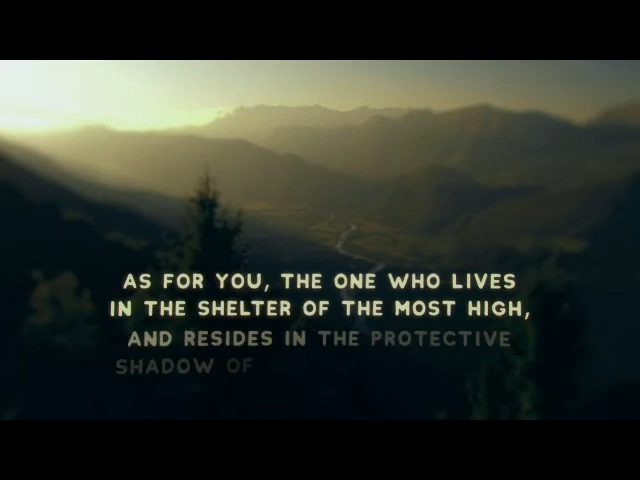 AS FOR YOU, THE ONE WHO LIVES
IN THE SHELTER OF THE MOST HIGH,
AND RESIDES IN THE PROTECTIVE
SHADOW OF